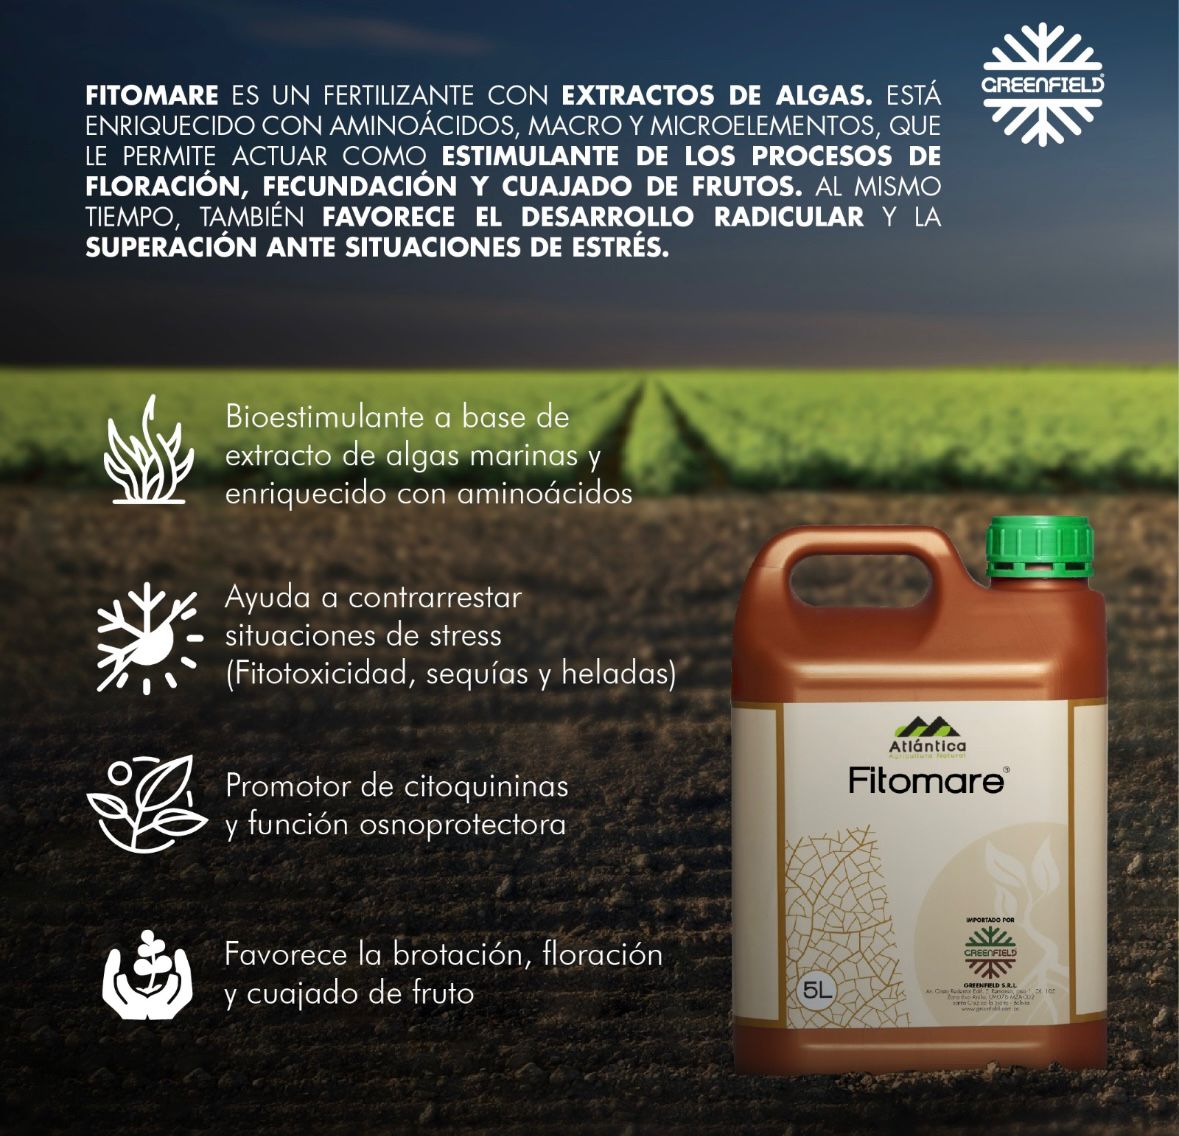 FITOMARE ES UN FERTILIZANTE CON EXTRACTOS DE ALGAS. ESTÁ
ENRIQUECIDO CON AMINOÁCIDOS, MACRO Y MICROELEMENTOS, QUE
LE PERMITE ACTUAR COMO ESTIMULANTE DE LOS PROCESOS DE
FLORACIÓN, FECUNDACIÓN Y CUAJADO DE FRUTOS. AL MISMO
TIEMPO, TAMBIÉN FAVORECE EL DESARROLLO RADICULAR Y LA
SUPERACIÓN ANTE SITUACIONES DE ESTRÉS.
GREENFIELD®
Bioestimulante a base de
extracto de algas marinas y
enriquecido con aminoácidos
Ayuda a contrarrestar
situaciones de stress
(Fitotoxicidad, sequías y heladas)
Promotor de citoquininas
y función osnoprotectora
Favorece la brotación, floración
y cuajado de fruto
Atlántica
Agricultura Natural
Fitomare®
IMPORTADO POR
GREENFIELD
GREENFIELD S.R.L.
5L